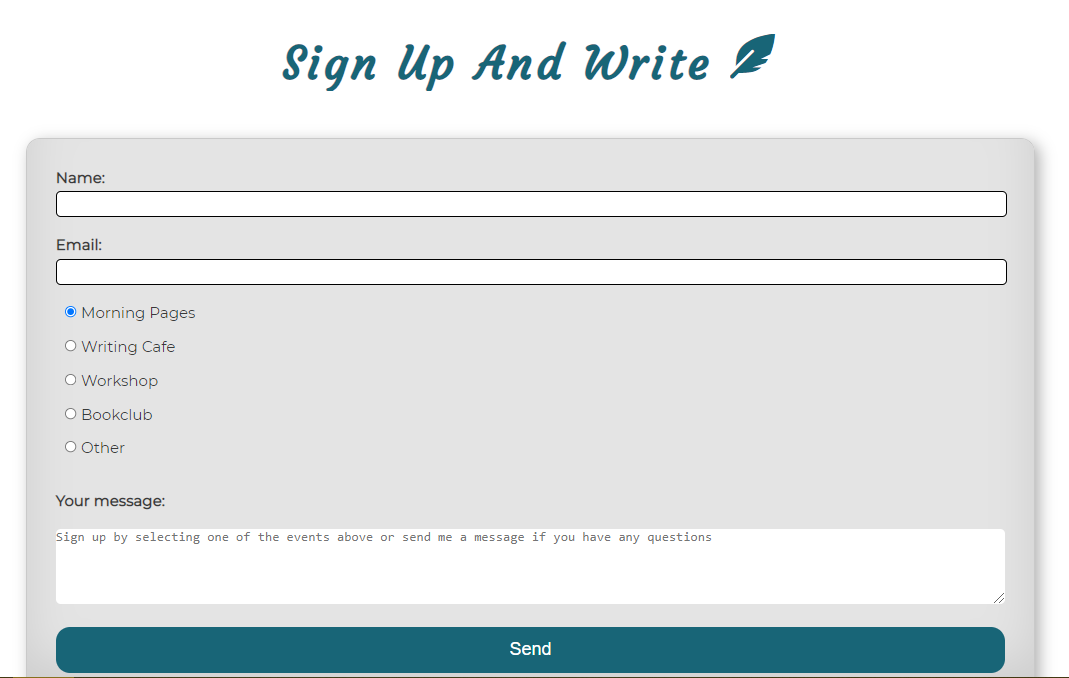 Sign Up And Write
Name:
Email:
Morning Pages
Writing Cafe
Workshop
Bookclub
Other
Your message:
Sign up by selecting one of the events above or send me a message if you have any questions
Send